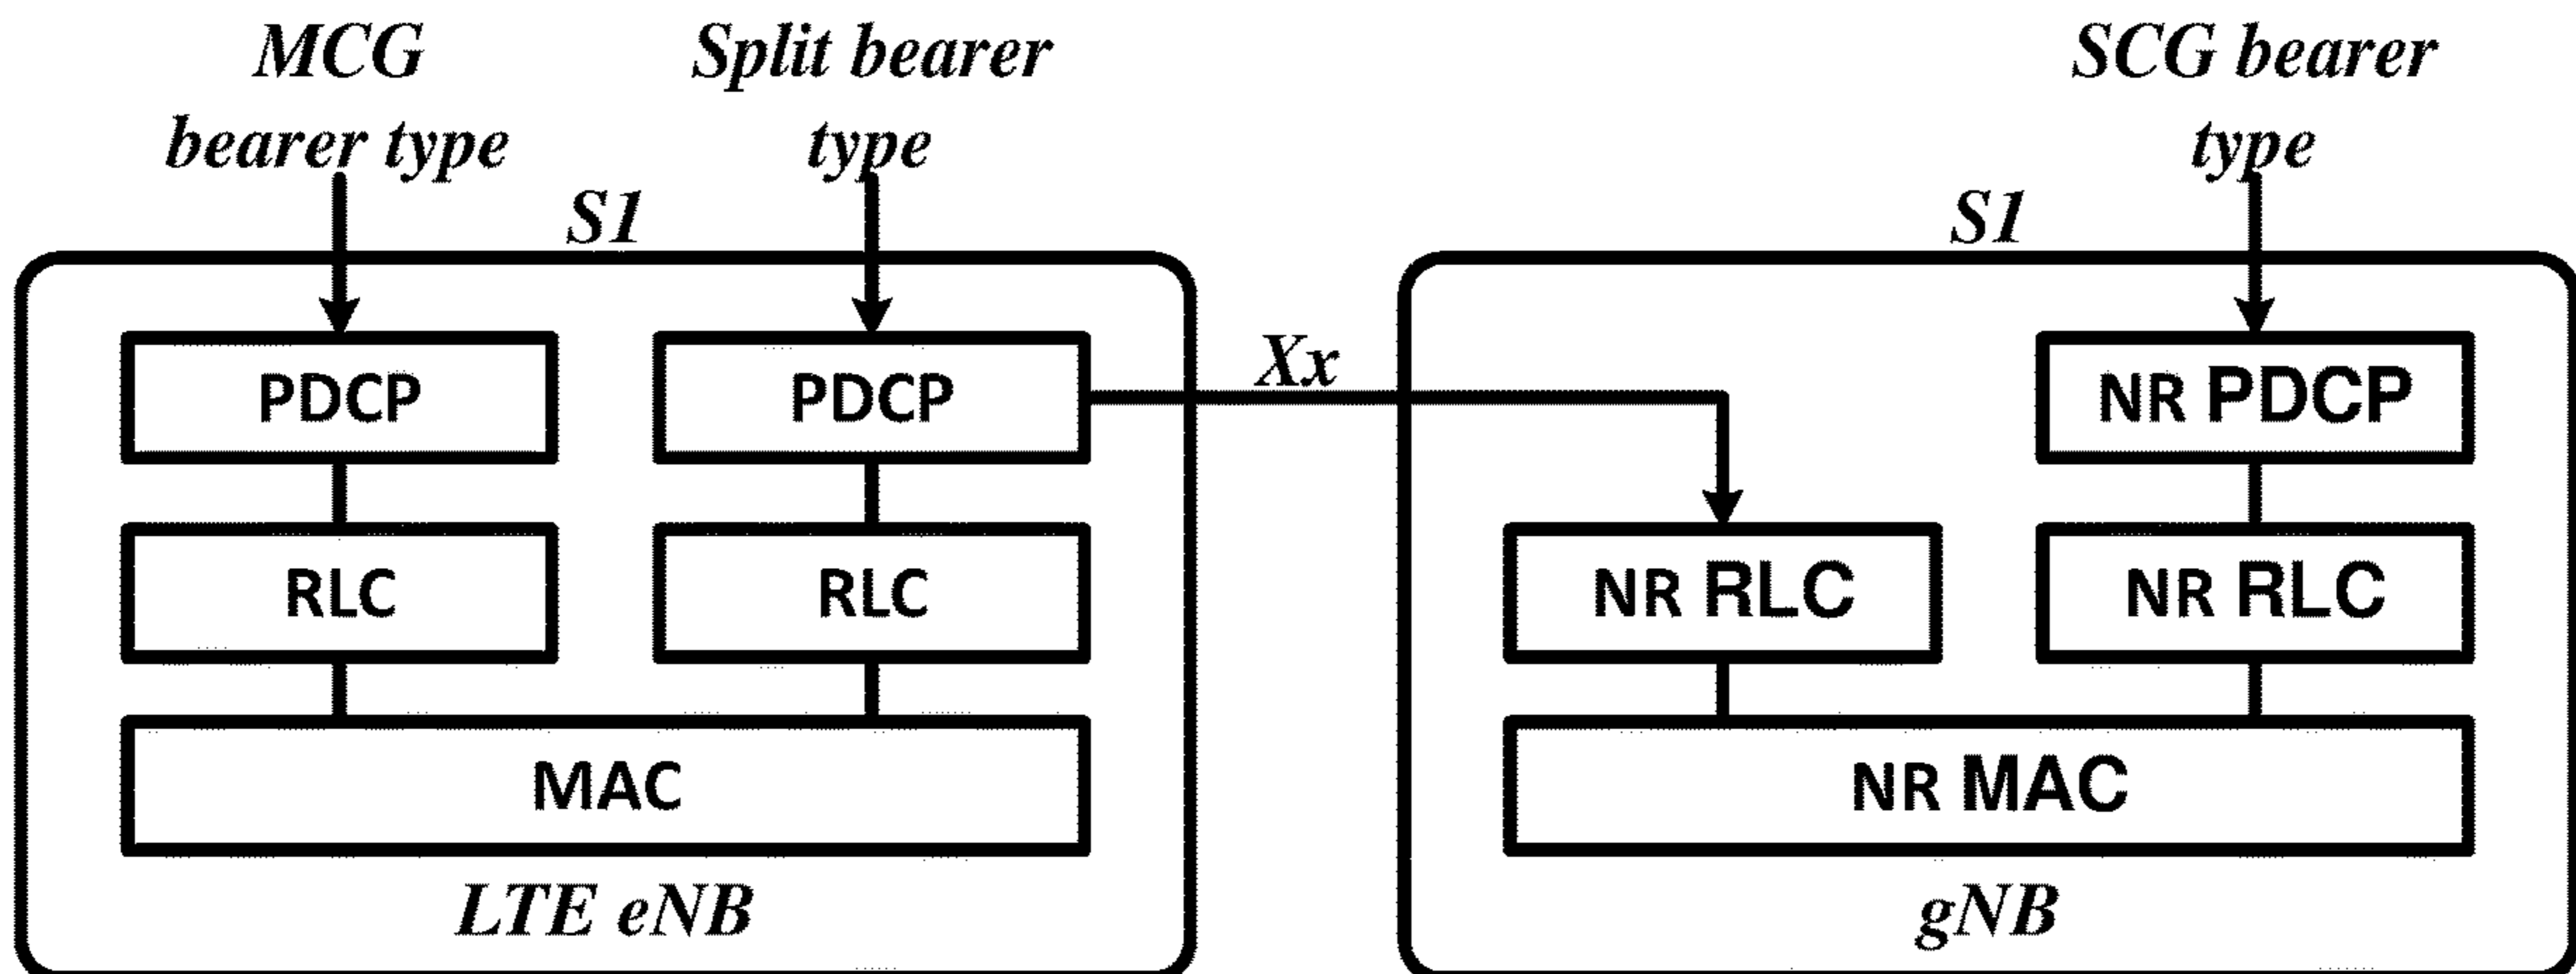 MCG
bearer type
Split bearer
type
SCG bearer
type
S1
S1
Xx
PDCP
PDCP
NR PDCP
RLC
RLC
NR RLC
NR RLC
MAC
NR MAC
LTE eNB
gNB